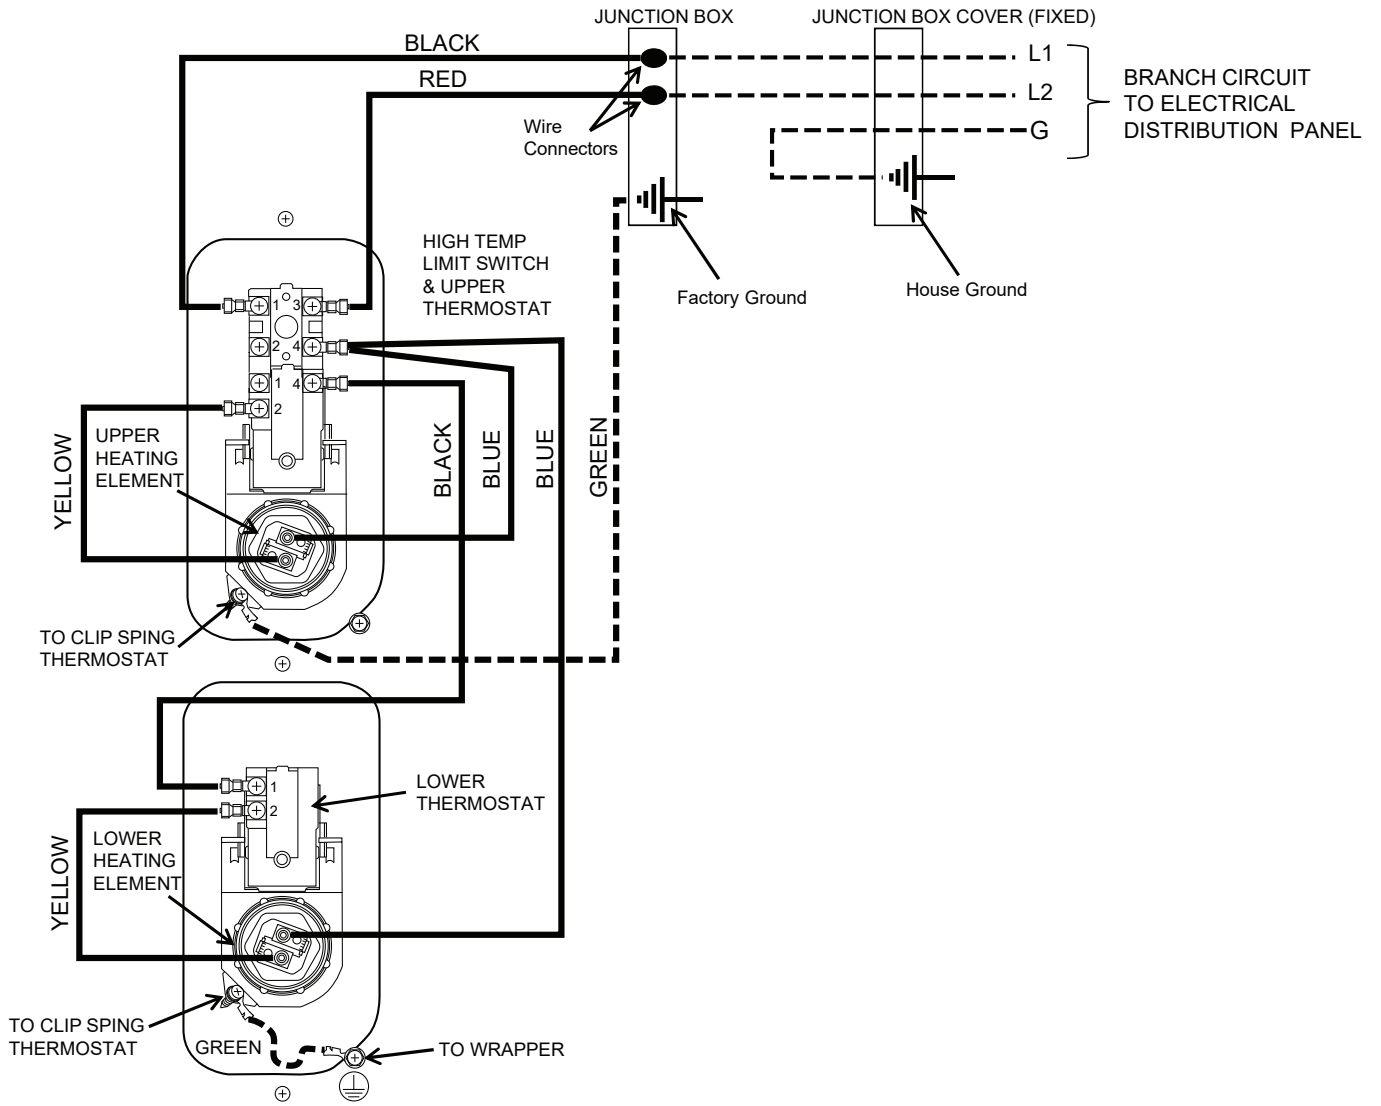 JUNCTION BOX
JUNCTION BOX COVER (FIXED)
BLACK
L1
RED
L2
BRANCH CIRCUIT
TO ELECTRICAL
DISTRIBUTION PANEL
Wire
Connectors
G
HIGH TEMP
LIMIT SWITCH
& UPPER
THERMOSTAT
Factory Ground
House Ground
1 3
2 4
1 4
2
YELLOW
UPPER
HEATING
ELEMENT
BLACK
BLUE
BLUE
GREEN
TO CLIP SPING
THERMOSTAT
1
2
LOWER
THERMOSTAT
YELLOW
LOWER
HEATING
ELEMENT
TO CLIP SPING
THERMOSTAT
GREEN
TO WRAPPER